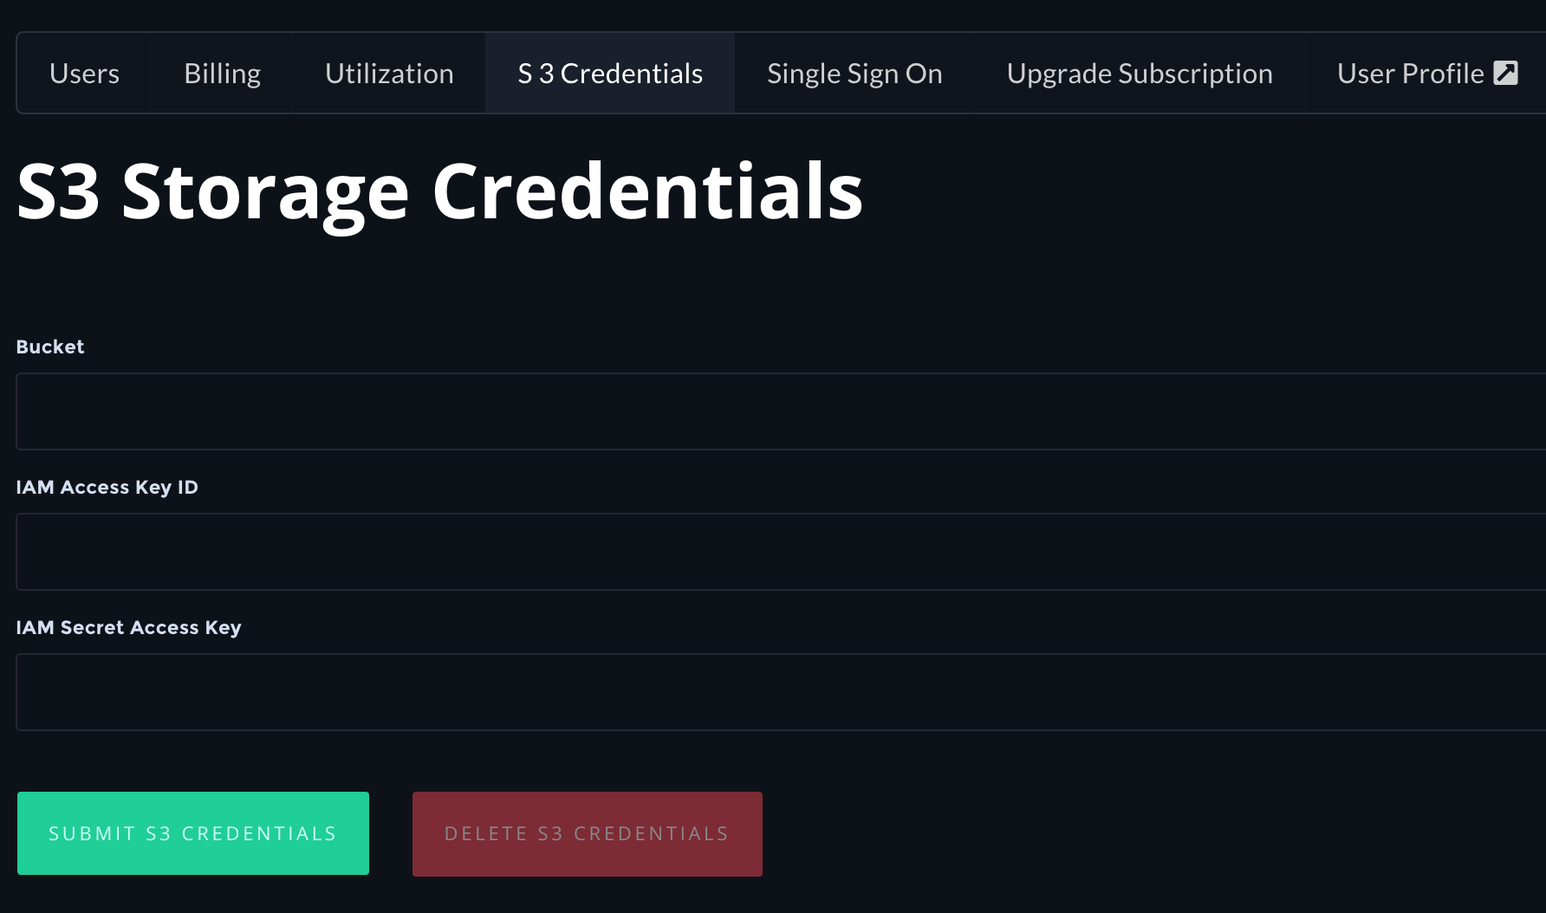 Users Billing Utilization S 3 Credentials Single Sign On Upgrade Subscription User Profile
S3 Storage Credentials
Bucket
IAM Access Key ID
IAM Secret Access Key
SUBMIT S3 CREDENTIALS DELETE S3 CREDENTIALS